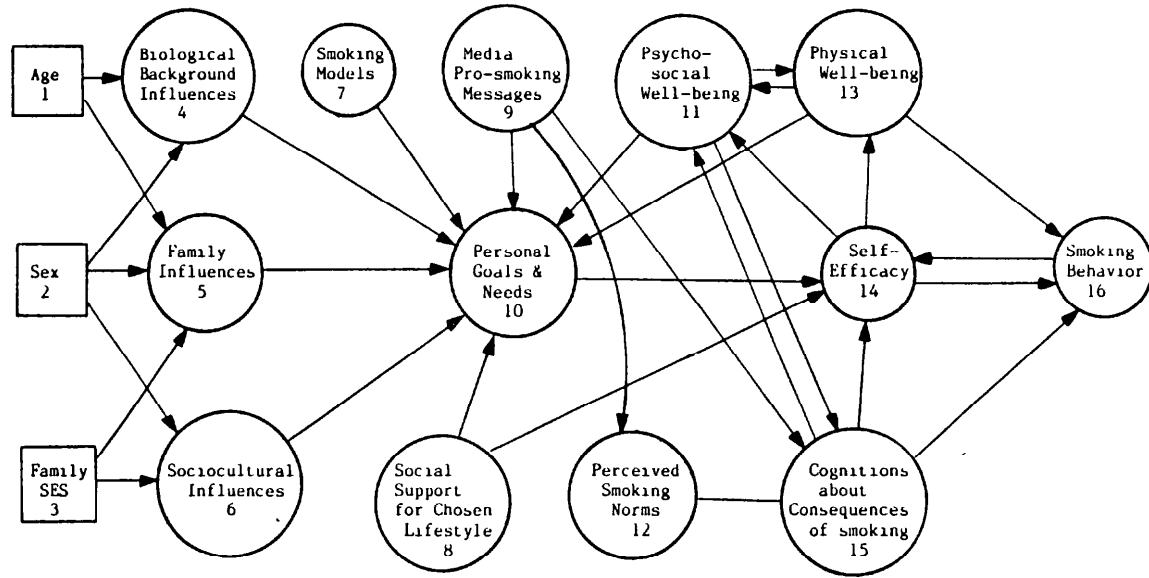 Age
1
Biological
Background
Influences
4
Smoking
Models
7
Media
Pro-smoking
Messages
9
Psycho-
social
Well-being
11
Physical
Well-being
13
Sex
2
Family
Influences
5
Personal
Goals &
Needs
10
Self-
Efficacy
14
Smoking
Behavior
16
Family
SES
3
Sociocultural
Influences
6
Social
Support
for Chosen
Lifestyle
8
Perceived
Smoking
Norms
12
Cognitions
about
Consequences
of smoking
15